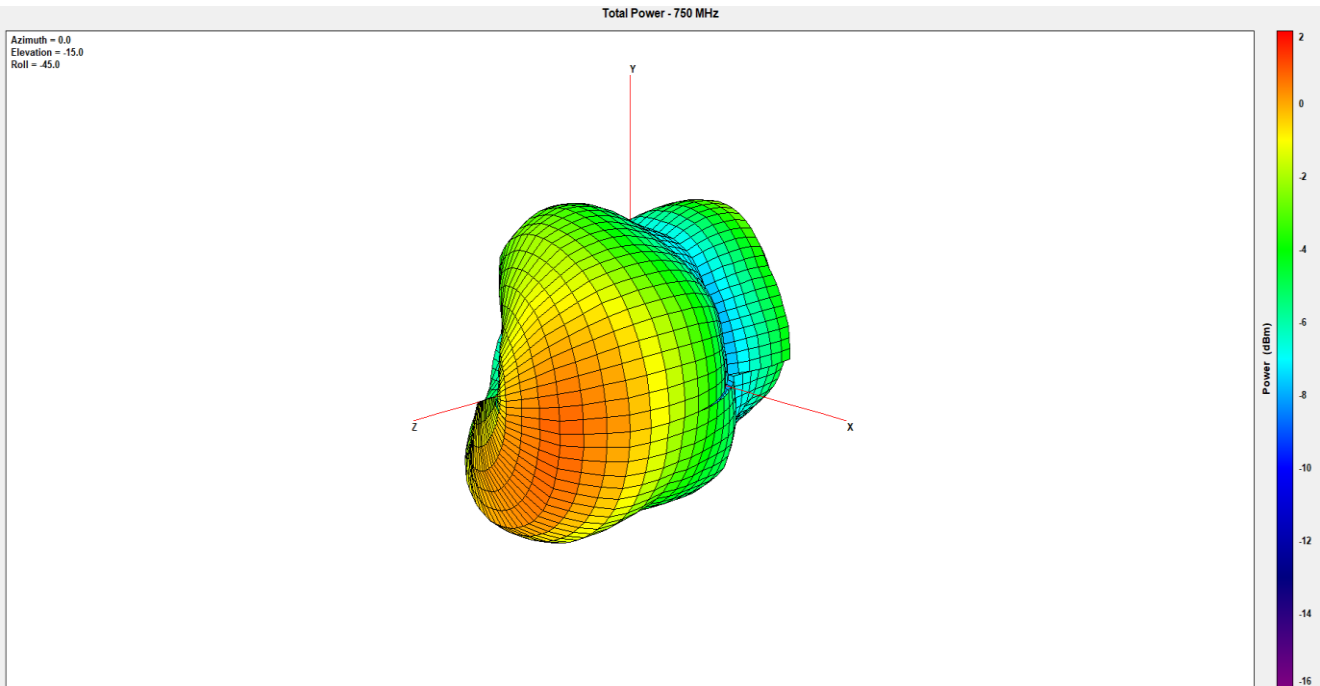 Total Power - 750 MHz
Azimuth = 0.0
Elevation = -15.0
Roll = -45.0
Y
Z
X
2
0
-2
-4
-6
-8
-10
-12
-14
-16
Power (dBm)